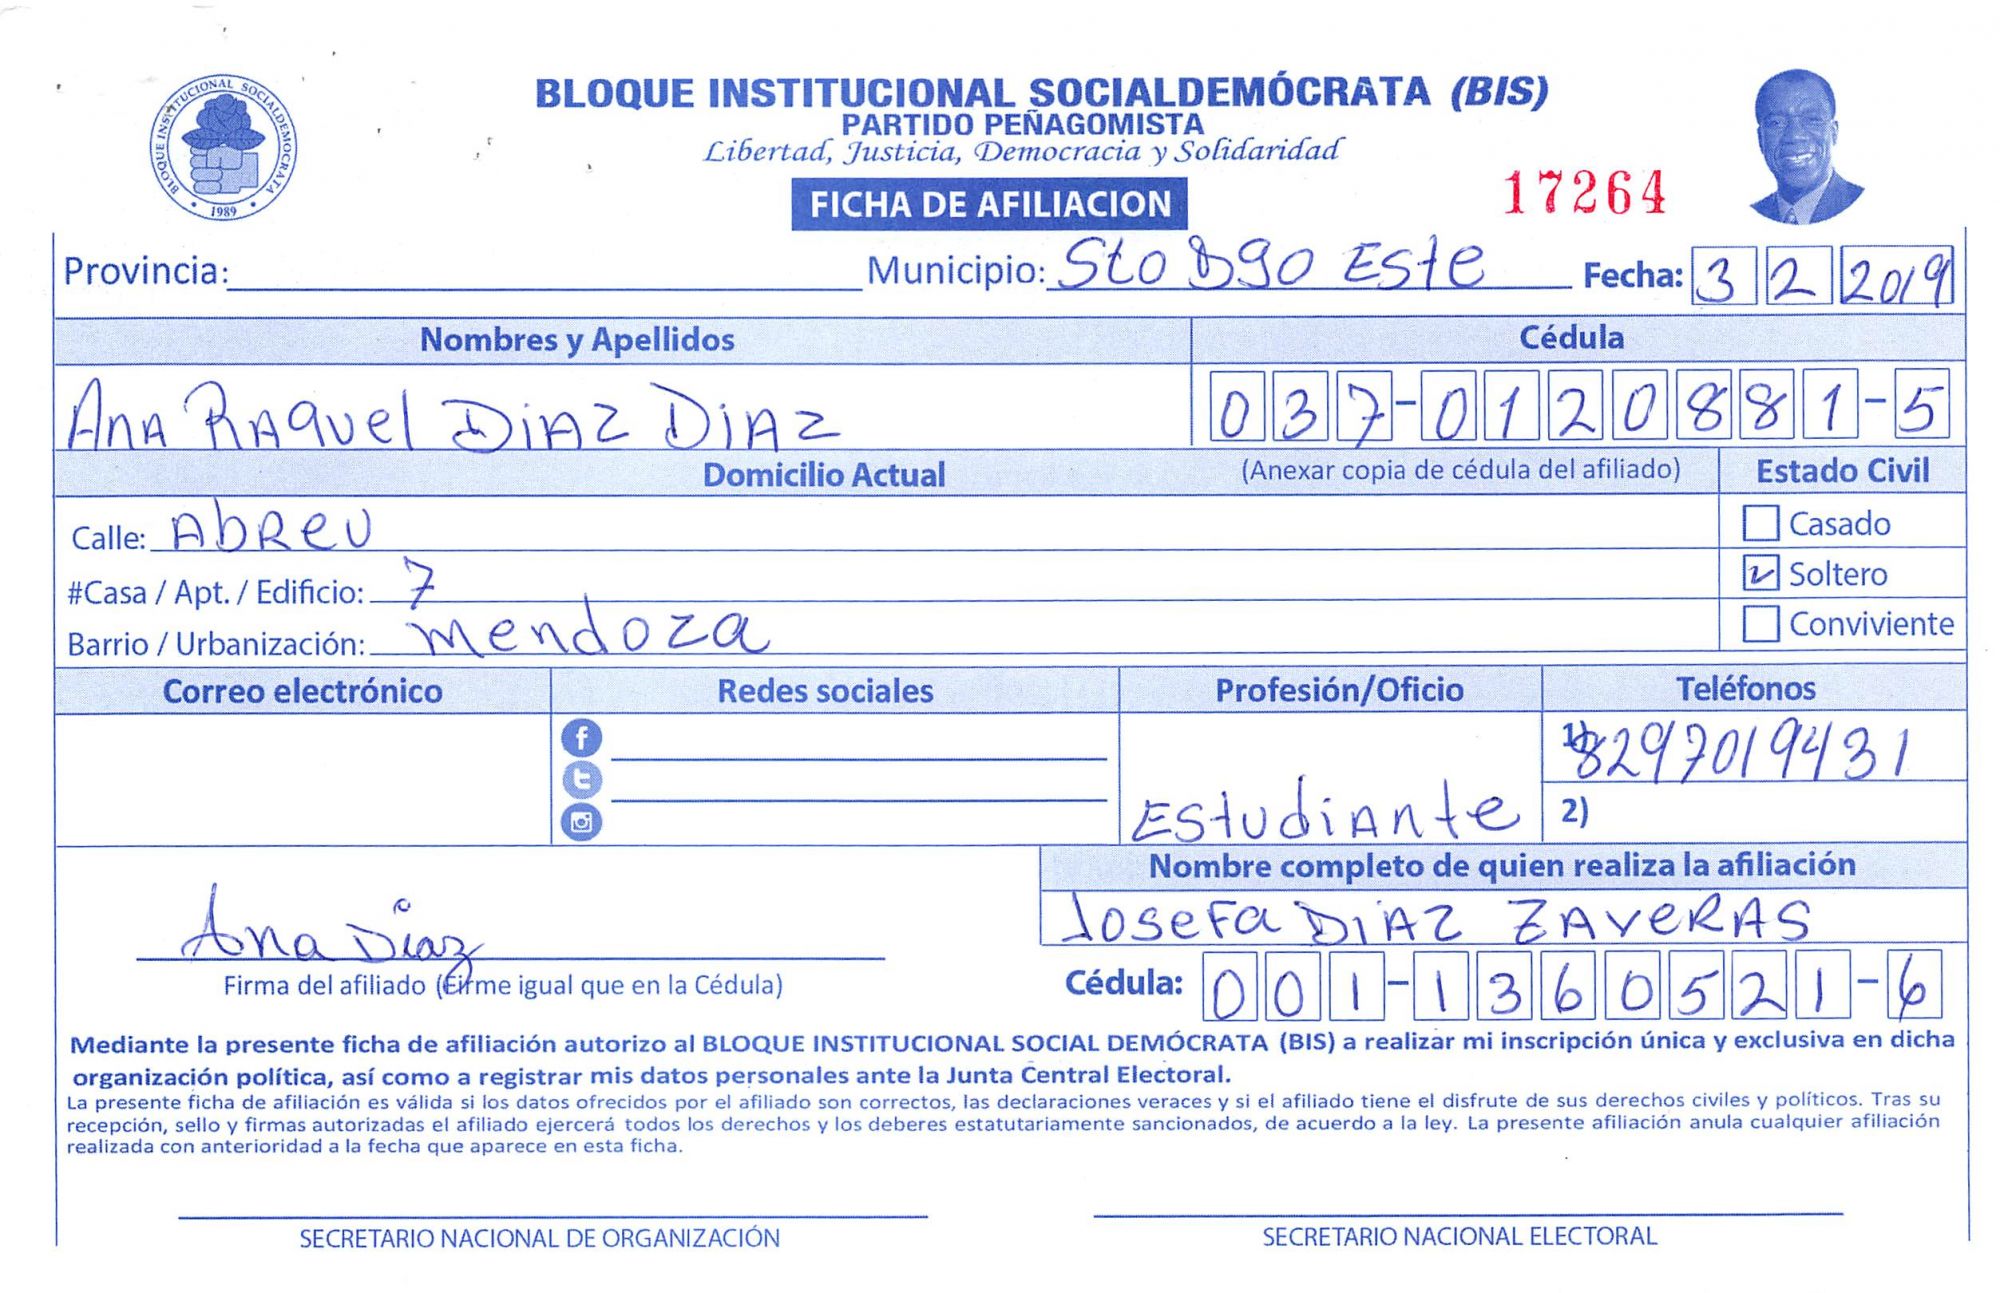 BLOQUE INSTITUCIONAL SOCIALDEMÓCRATA (BIS)
PARTIDO PEÑAGOMISTA
Libertad, Justicia, Democracia y Solidaridad
FICHA DE AFILIACION
17264
BLOQUE INSTITUCIONAL SOCIALDEMOCRATA
1989
Provincia: Municipio: Sto Dgo Este Fecha: 3 2 2019
Nombres y Apellidos Cédula
Ana Raquel Diaz Diaz 037-0120881-5
Domicilio Actual (Anexar copia de cédula del afiliado) Estado Civil
Calle: Abreu Casado
#Casa / Apt. / Edificio: 7 Soltero
Barrio / Urbanización: Mendoza Conviviente
Correo electrónico Redes sociales Profesión/Oficio Teléfonos
1) 8297019431
Estudiante 2)
Nombre completo de quien realiza la afiliación
Josefa Diaz Zaveras
Ana Diaz
Firma del afiliado (Firme igual que en la Cédula) Cédula: 001-1360521-6
Mediante la presente ficha de afiliación autorizo al BLOQUE INSTITUCIONAL SOCIAL DEMÓCRATA (BIS) a realizar mi inscripción única y exclusiva en dicha
organización política, así como a registrar mis datos personales ante la Junta Central Electoral.
La presente ficha de afiliación es válida si los datos ofrecidos por el afiliado son correctos, las declaraciones veraces y si el afiliado tiene el disfrute de sus derechos civiles y políticos. Tras su
recepción, sello y firmas autorizadas el afiliado ejercerá todos los derechos y los deberes estatutariamente sancionados, de acuerdo a la ley. La presente afiliación anula cualquier afiliación
realizada con anterioridad a la fecha que aparece en esta ficha.
SECRETARIO NACIONAL DE ORGANIZACIÓN SECRETARIO NACIONAL ELECTORAL